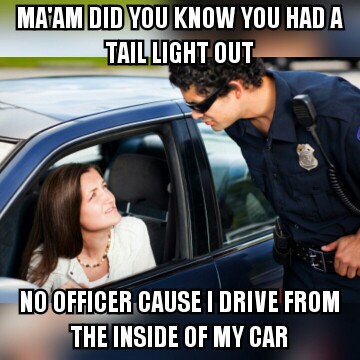 MA'AM DID YOU KNOW YOU HAD A
TAIL LIGHT OUT
NO OFFICER CAUSE I DRIVE FROM
THE INSIDE OF MY CAR